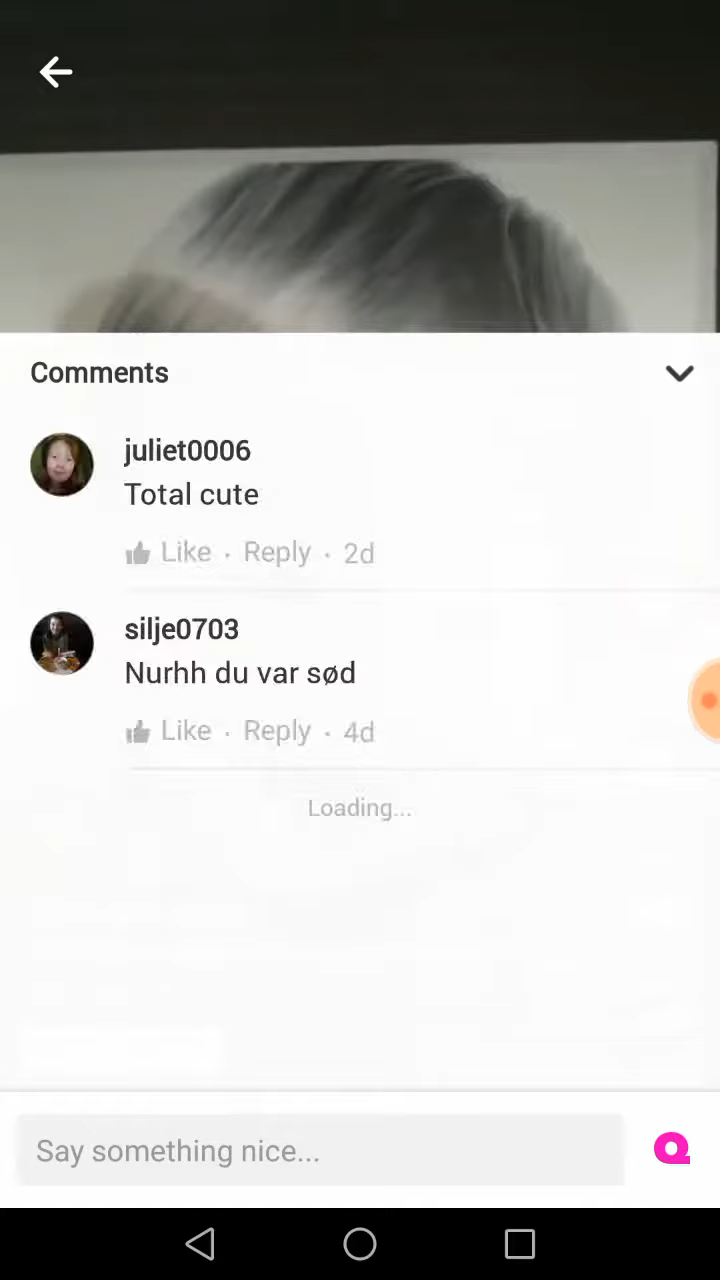 Comments
juliet0006
Total cute
Like · Reply · 2d
silje0703
Nurhh du var sød
Like · Reply · 4d
Loading...
Say something nice...